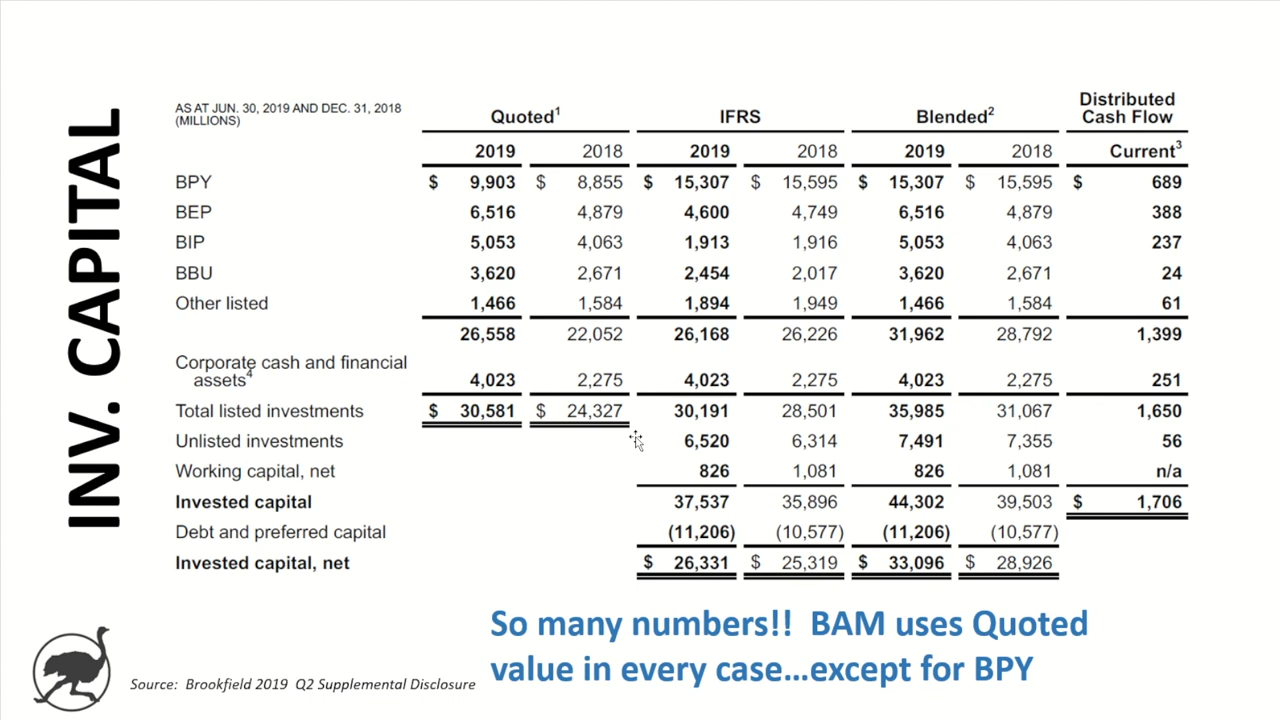 INV. CAPITAL
AS AT JUN. 30, 2019 AND DEC. 31, 2018
(MILLIONS)
Quoted1 IFRS Blended2 Distributed Cash Flow
2019 2018 2019 2018 2019 2018 Current3
BPY $ 9,903 $ 8,855 $ 15,307 $ 15,595 $ 15,307 $ 15,595 $ 689
BEP 6,516 4,879 4,600 4,749 6,516 4,879 388
BIP 5,053 4,063 1,913 1,916 5,053 4,063 237
BBU 3,620 2,671 2,454 2,017 3,620 2,671 24
Other listed 1,466 1,584 1,894 1,949 1,466 1,584 61
26,558 22,052 26,168 26,226 31,962 28,792 1,399
Corporate cash and financial
assets4 4,023 2,275 4,023 2,275 4,023 2,275 251
Total listed investments $ 30,581 $ 24,327 30,191 28,501 35,985 31,067 1,650
Unlisted investments 6,520 6,314 7,491 7,355 56
Working capital, net 826 1,081 826 1,081 n/a
Invested capital 37,537 35,896 44,302 39,503 $ 1,706
Debt and preferred capital (11,206) (10,577) (11,206) (10,577)
Invested capital, net $ 26,331 $ 25,319 $ 33,096 $ 28,926
So many numbers!! BAM uses Quoted
value in every case...except for BPY
Source: Brookfield 2019 Q2 Supplemental Disclosure